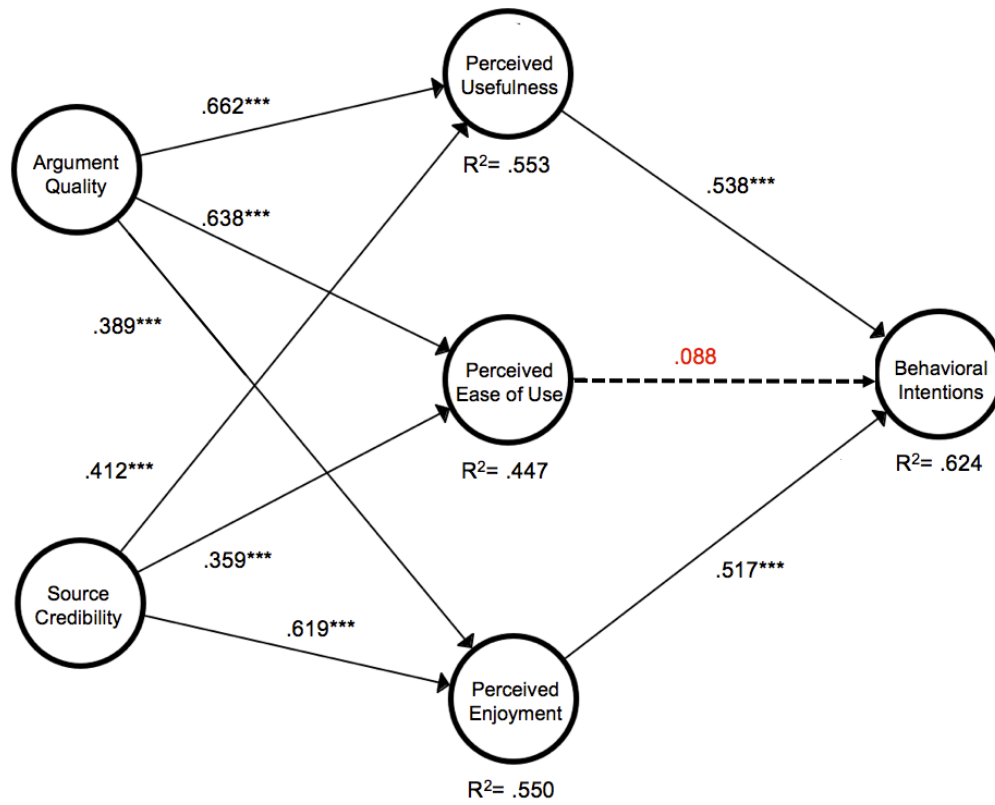 Perceived
Usefulness
R²= .553
.662***
Argument
Quality
.638***
.538***
.389***
.088
Perceived
Ease of Use
R²= .447
Behavioral
Intentions
R²= .624
.412***
.359***
.517***
Source
Credibility
.619***
Perceived
Enjoyment
R²= .550